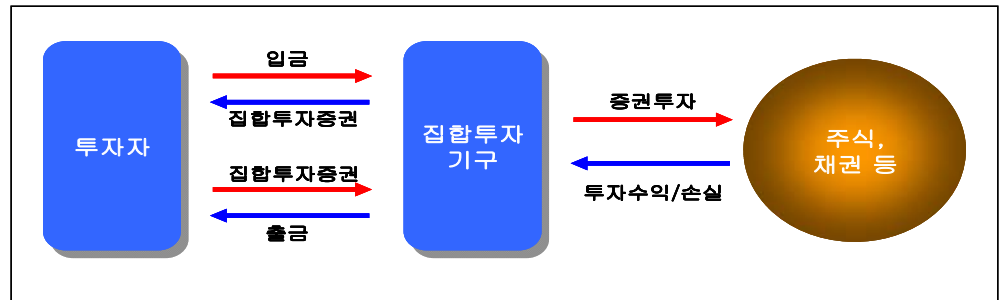 투자자
입금
집합투자증권
집합투자증권
출금
집합투자
기구
증권투자
투자수익/손실
주식,
채권 등